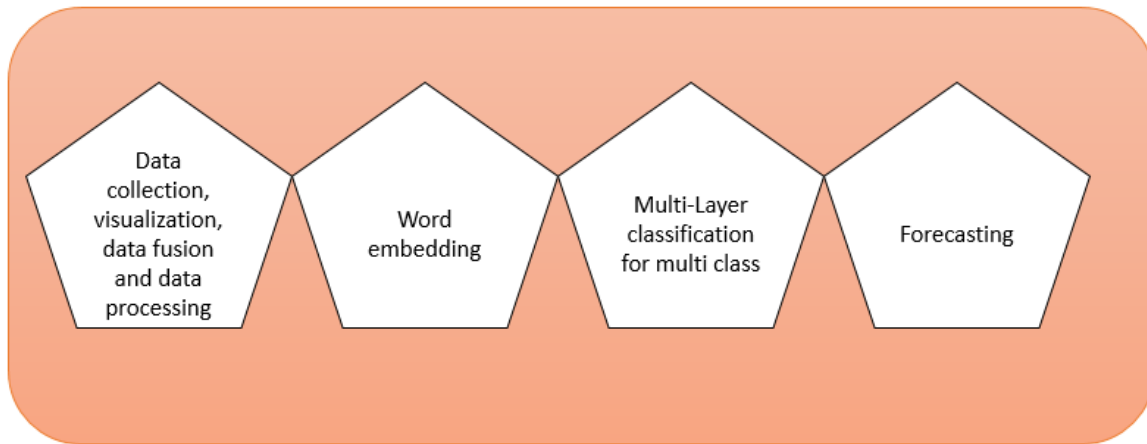 Data
collection,
visualization,
data fusion
and data
processing
Word
embedding
Multi-Layer
classification
for multi class
Forecasting